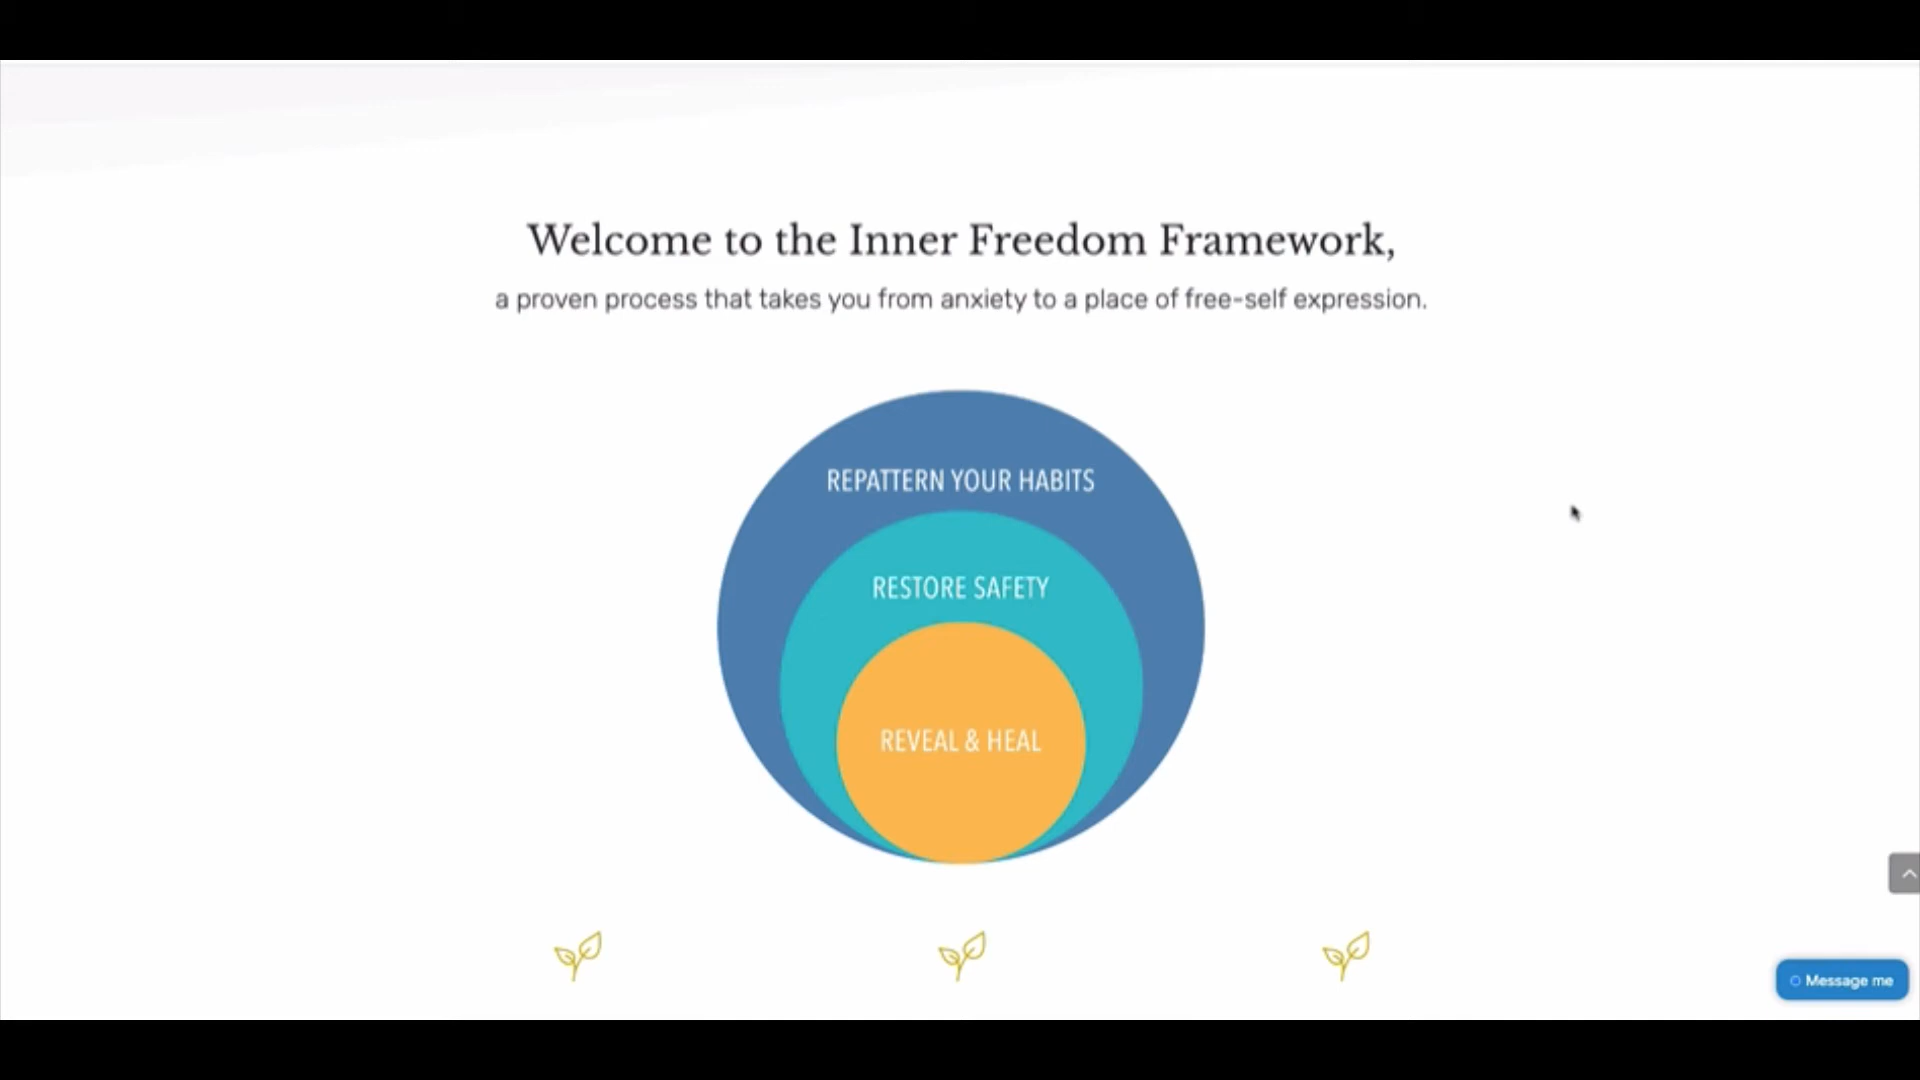 Welcome to the Inner Freedom Framework,
a proven process that takes you from anxiety to a place of free-self expression.
REPATTERN YOUR HABITS
RESTORE SAFETY
REVEAL & HEAL
Message me